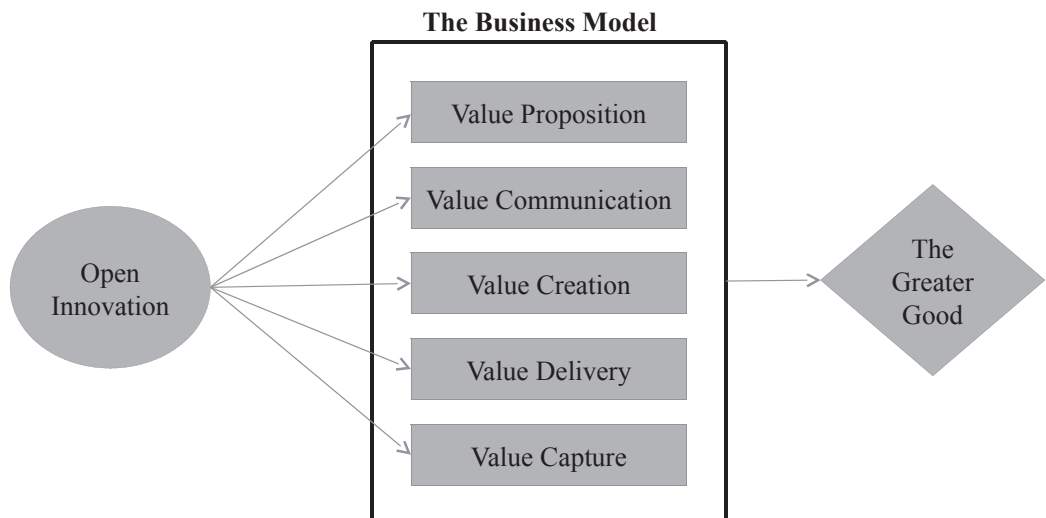 The Business Model
Value Proposition
Value Communication
Open
Innovation
Value Creation
Value Delivery
Value Capture
The
Greater
Good